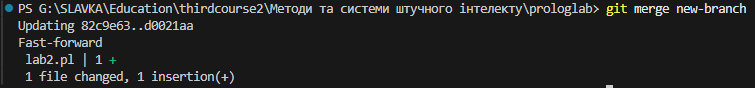 PS G:\SLAVKA\Education\thirdcourse2\Методи та системи штучного інтелекту\prologlab> git merge new-branch
Updating 82c9e63..d0021aa
Fast-forward
 lab2.pl | 1 +
 1 file changed, 1 insertion(+)